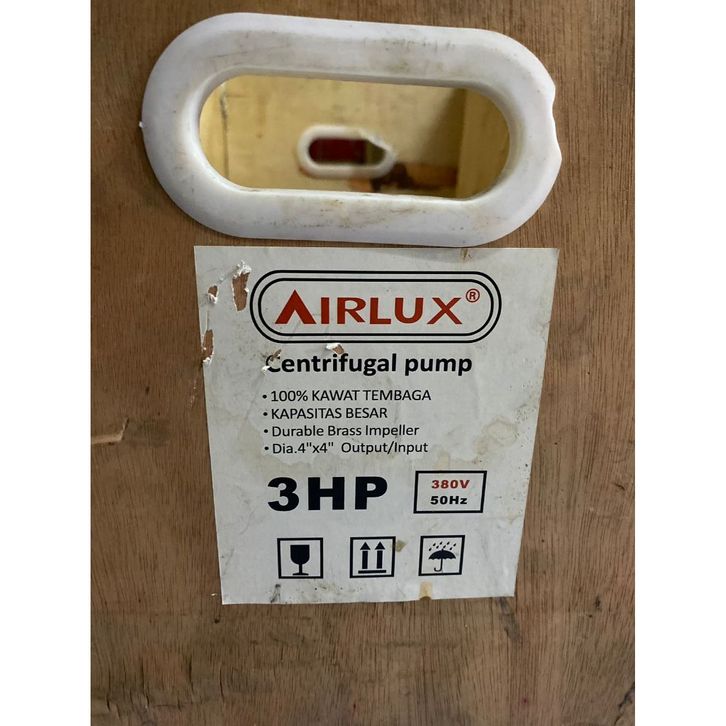 AIRLUX®
Centrifugal pump
• 100% KAWAT TEMBAGA
• KAPASITAS BESAR
• Durable Brass Impeller
• Dia.4"x4" Output/Input
3HP
380V
50Hz